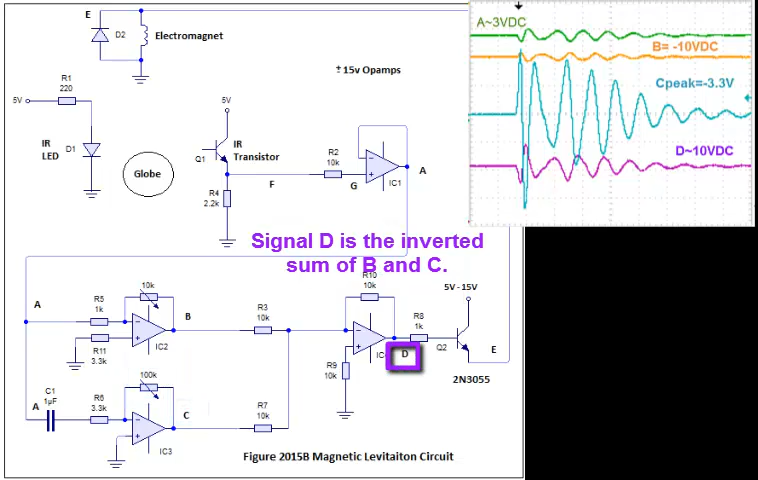 E
D2
Electromagnet
A~3VDC
B= -10VDC
Cpeak=-3.3V
D~10VDC
±15v Opamps
R1
220
5V
5V
IR
LED
D1
Q1
IR
Transistor
R2
10k
A
Globe
F
G
IC1
R4
2.2k
Signal D is the inverted
sum of B and C.
R10
10k
10k
5V-15V
A
R5
1k
B
R3
10k
R8
1k
Q2
E
R11
3.3k
IC2
D
R9
10k
2N3055
100k
C1
1µF
A
R6
3.3k
C
R7
10k
IC3
Figure 2015B Magnetic Levitaiton Circuit